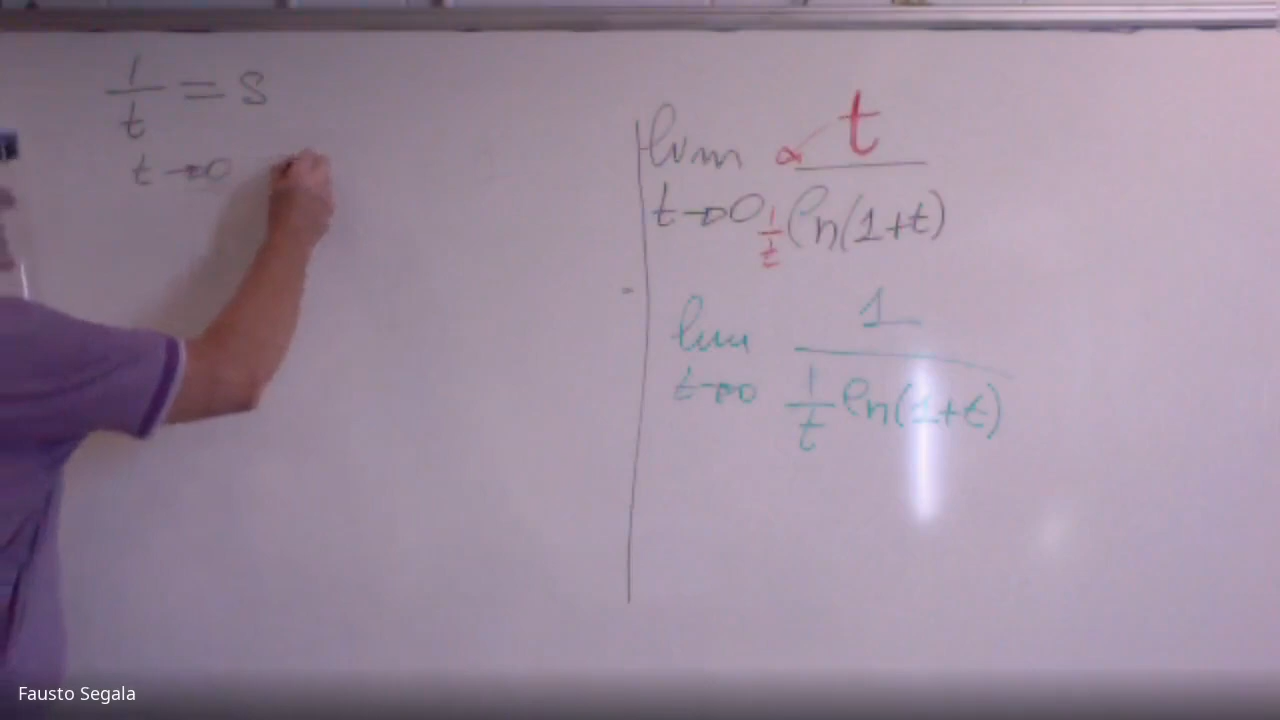 1/t = s
t→0
lim t→0 t / ln(1+t)
1/t
lim t→0 1 / (1/t ln(1+t))
Fausto Segala